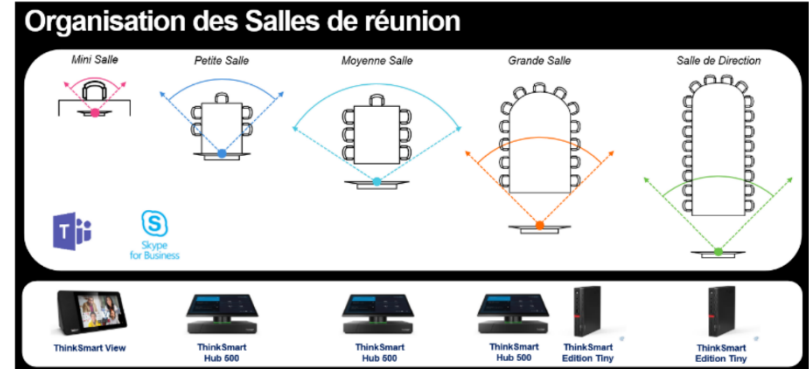 Organisation des Salles de réunion
Mini Salle
Petite Salle
Moyenne Salle
Grande Salle
Salle de Direction
T
S
Skype
for Business
ThinkSmart View
ThinkSmart
Hub 500
ThinkSmart
Hub 500
ThinkSmart
Hub 500
ThinkSmart
Edition Tiny
ThinkSmart
Edition Tiny